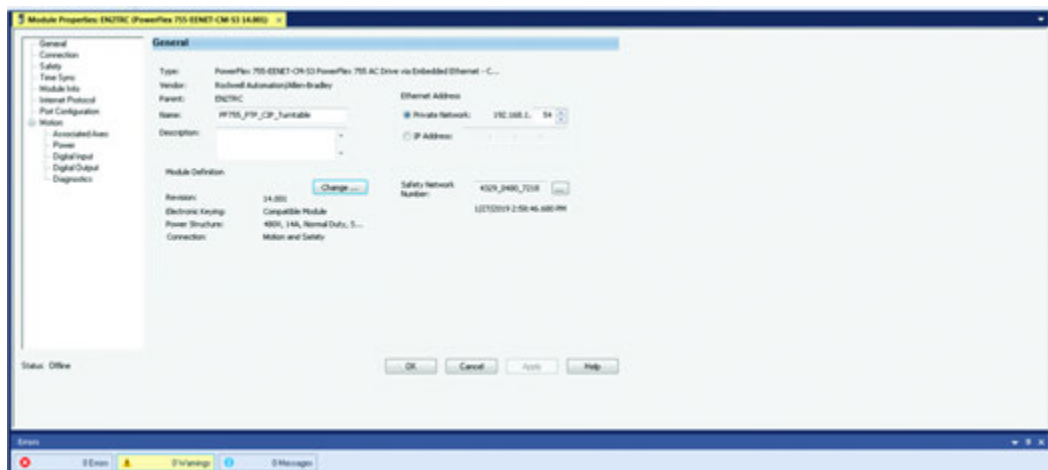 Module Properties: EN2TRC (PowerFlex 755-EENET-CM-S3 14.001) ×
General
Connection
Safety
Time Sync
Module Info
Internet Protocol
Port Configuration
Motion
Associated Axes
Power
Digital Input
Digital Output
Diagnostics
General
Type: PowerFlex 755-EENET-CM-S3 PowerFlex 755 AC Drive via Embedded Ethernet - C...
Vendor: Rockwell Automation/Allen-Bradley
Parent: EN2TRC
Name: PF755_PTP_CIP_Turntable
Description:
Ethernet Address
Private Network: 192.168.1. 54
IP Address:
Module Definition
Change ...
Revision: 14.001
Electronic Keying: Compatible Module
Power Structure: 480V, 14A, Normal Duty, S...
Connection: Motion and Safety
Safety Network Number: 4329_0480_7218 ...
1/27/2019 2:58:46.680 PM
Status: Offline
OK Cancel Apply Help
Errors
0 Errors 0 Warnings 0 Messages